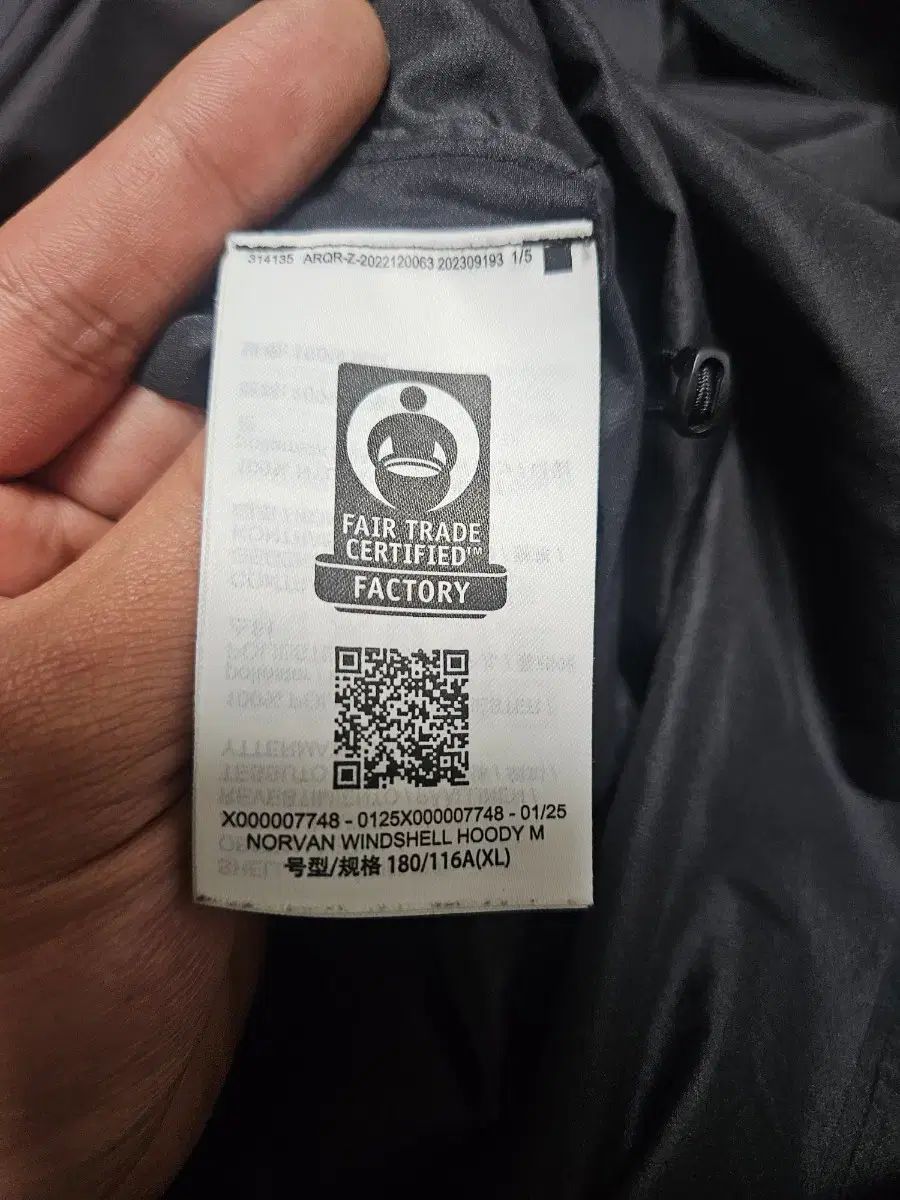 314135 ARQR-Z-2022120063 202309193 1/5
FAIR TRADE
CERTIFIED™
FACTORY
X000007748 - 0125X000007748 - 01/25
NORVAN WINDSHELL HOODY M
号型/规格 180/116A(XL)